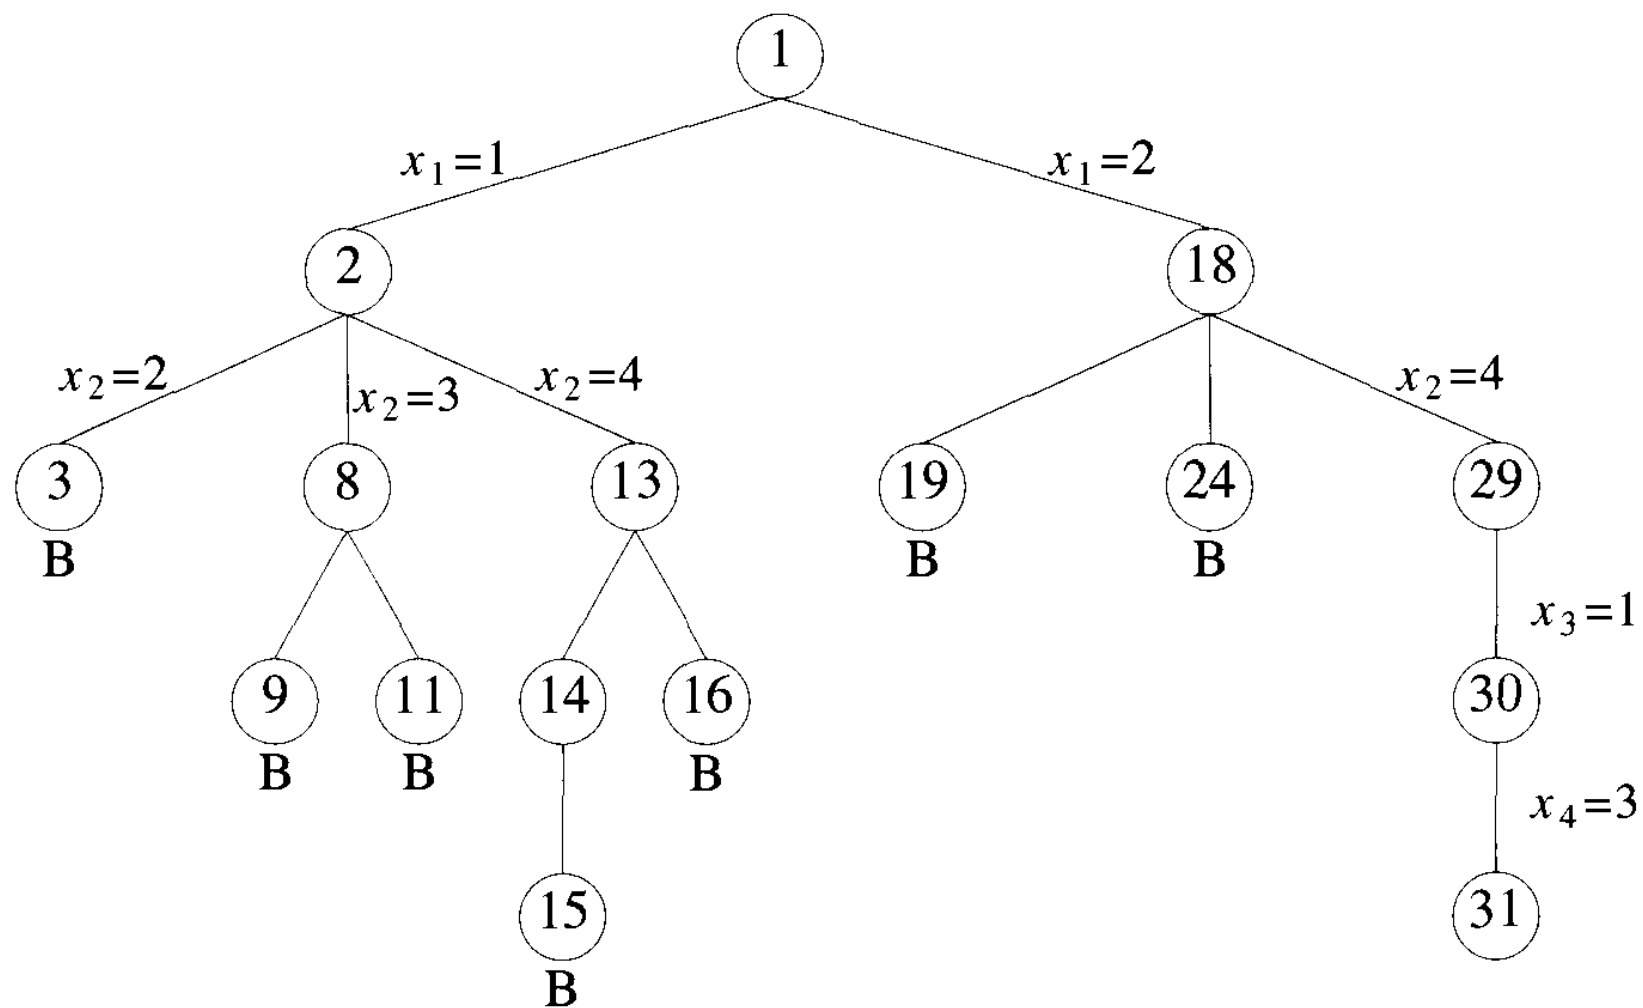 1
x1=1 x1=2
2 18
x2=2 x2=3 x2=4 x2=4
3 8 13 19 24 29
B B B
x3=1
9 11 14 16 30
B B B
x4=3
15 31
B